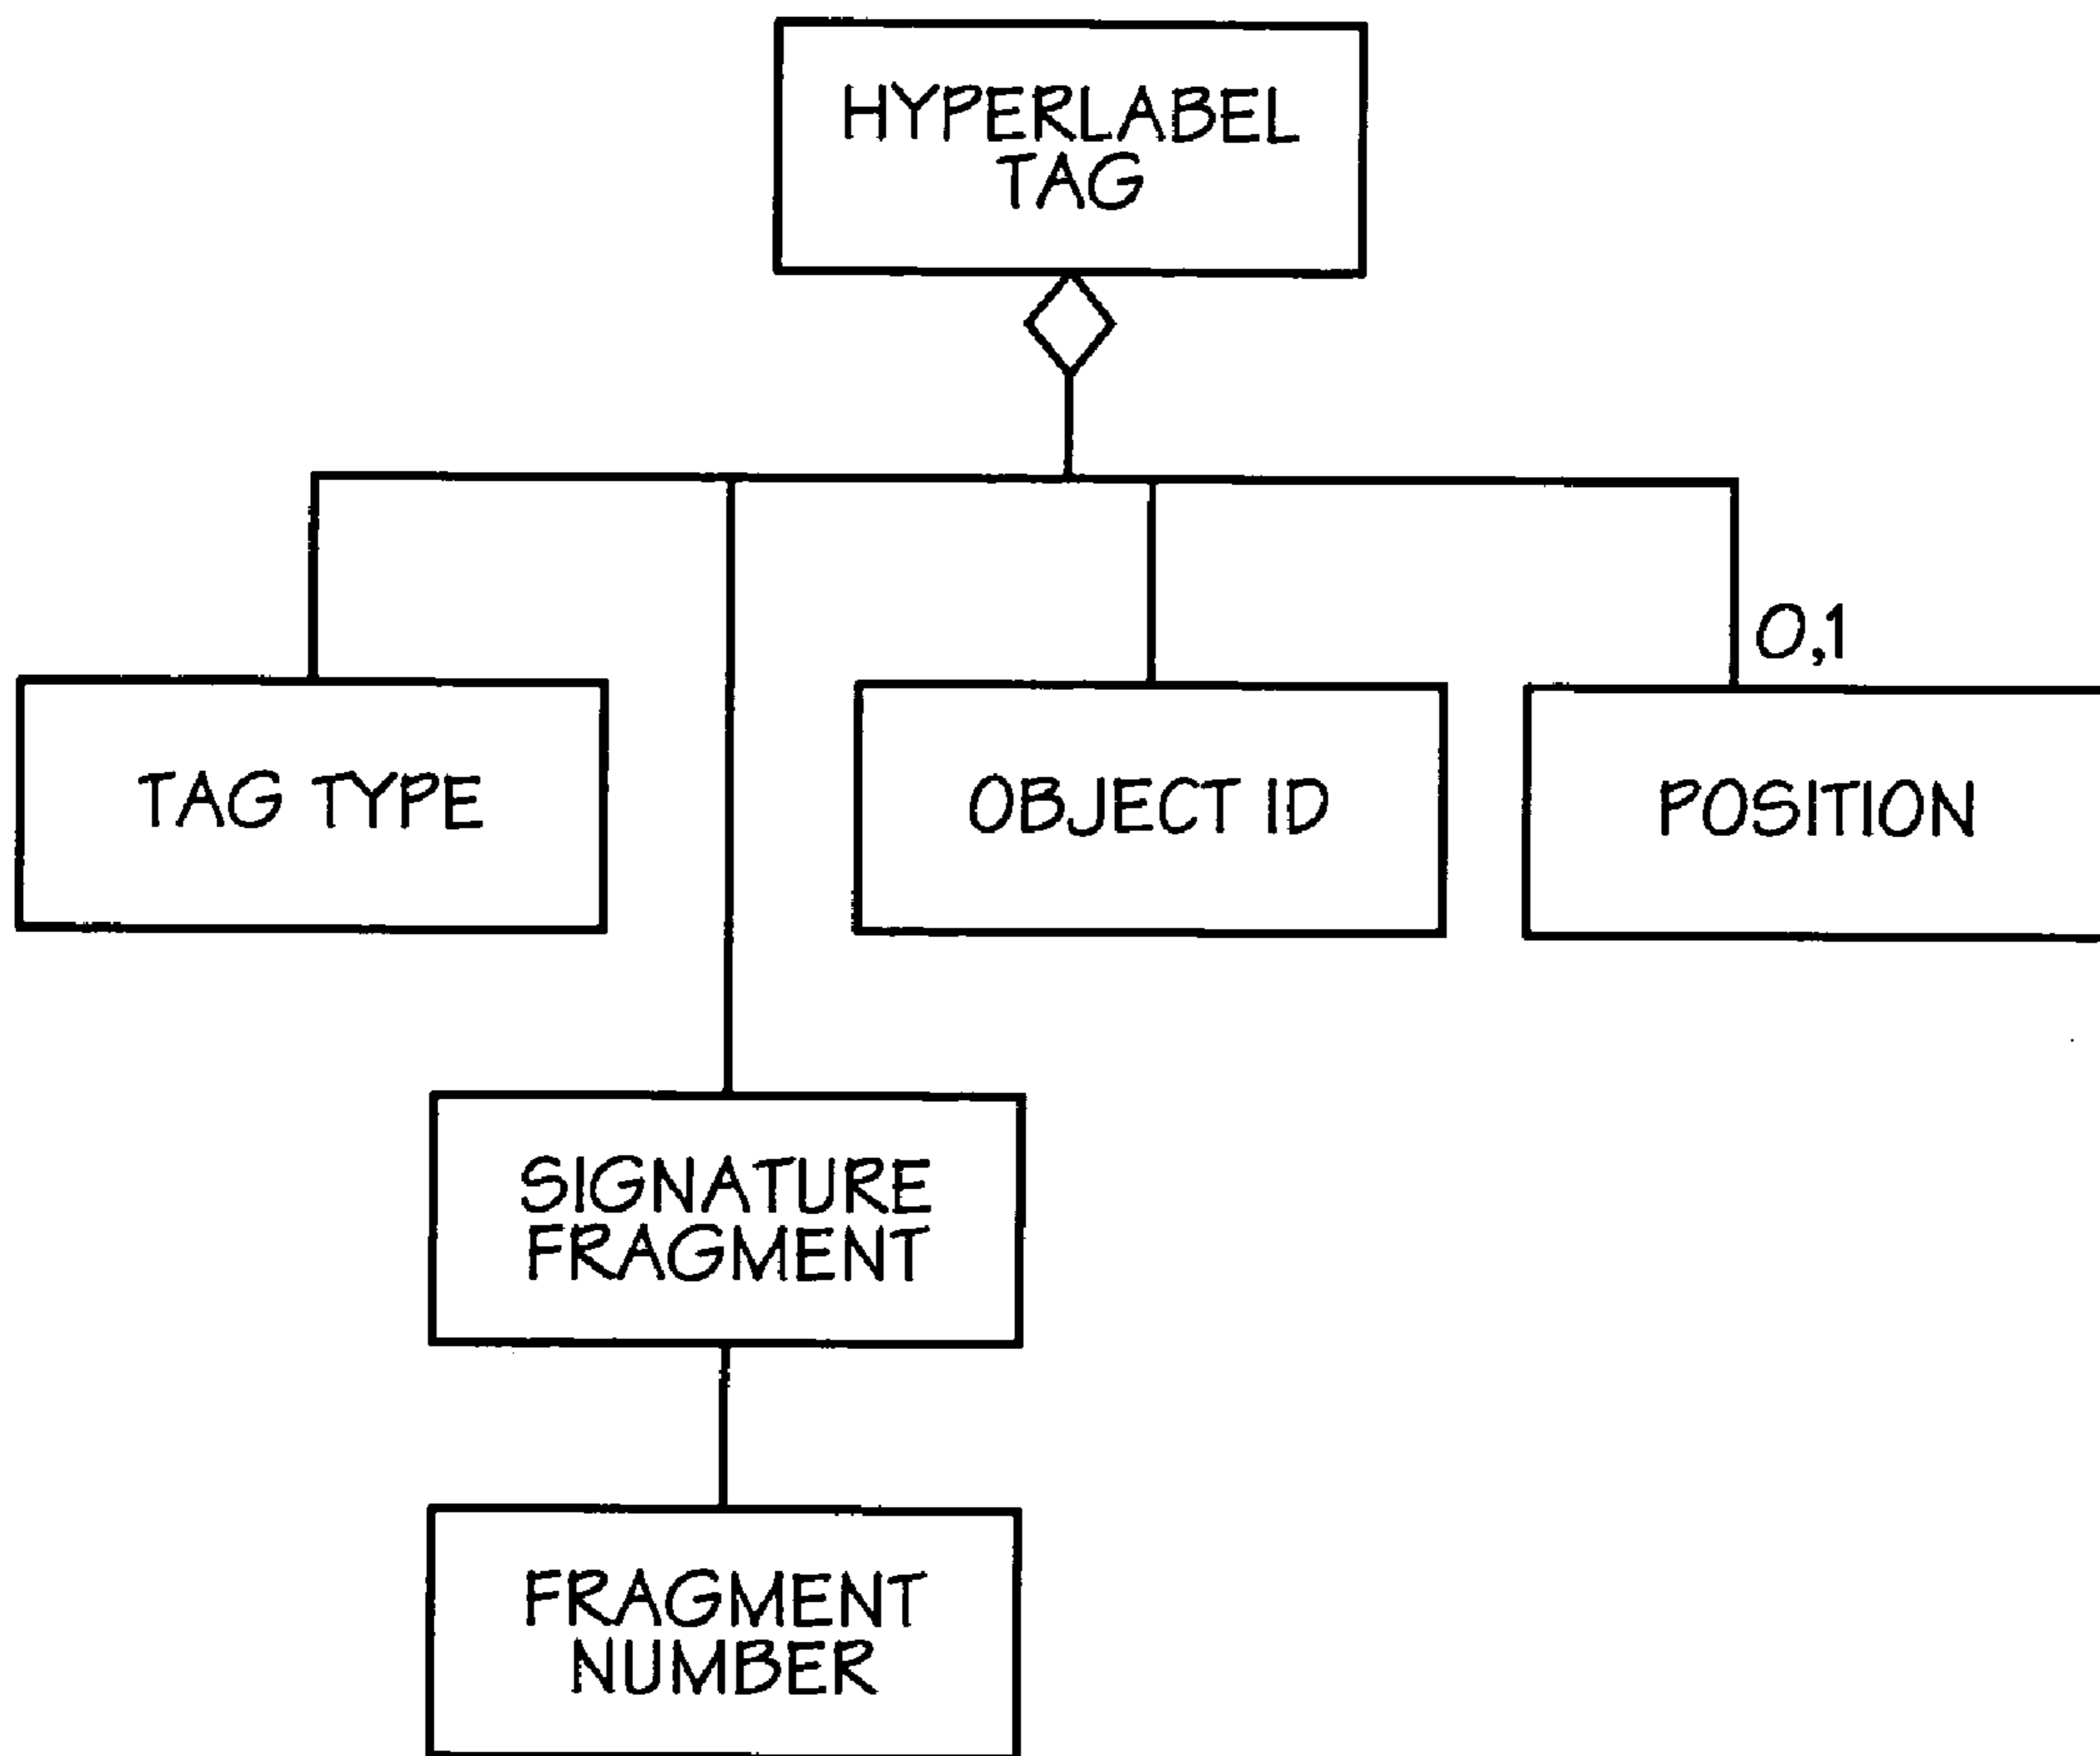 HYPERLABEL
TAG
0,1
TAG TYPE
OBJECT ID
POSITION
SIGNATURE
FRAGMENT
FRAGMENT
NUMBER